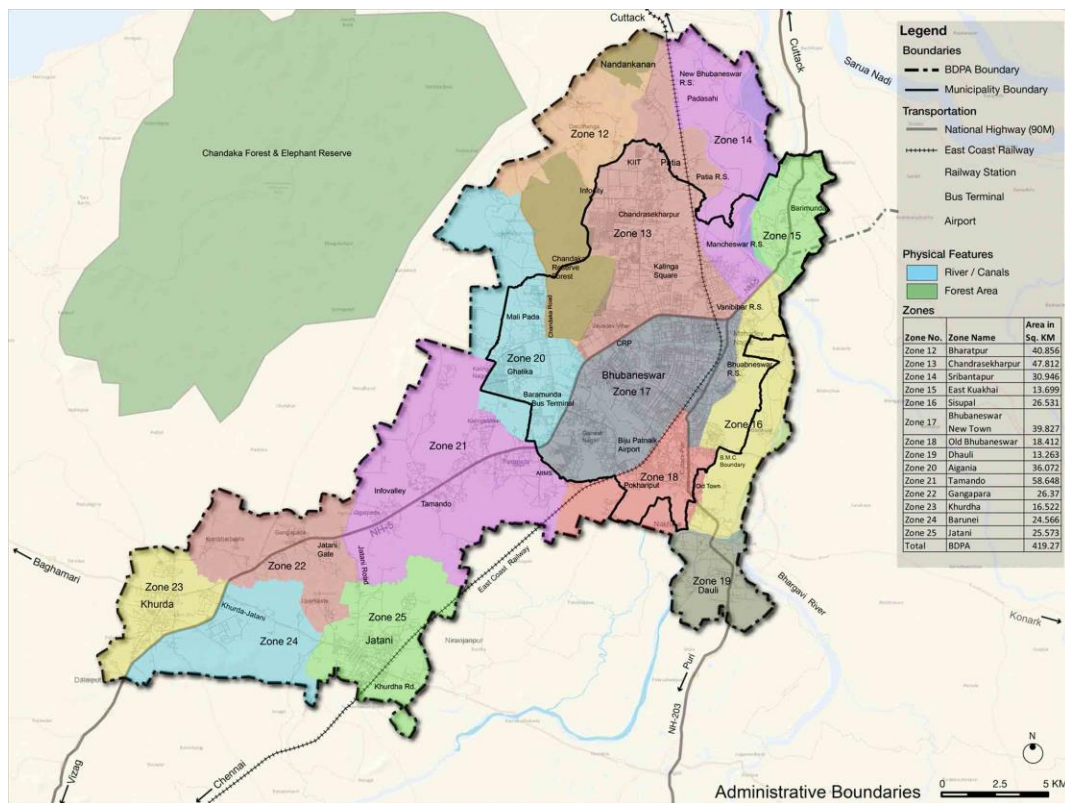 Cuttack
Cuttack
Sarua Nadi
Nandankanan
New Bhubaneswar
R.S.
Padasahi
Zone 12
Zone 14
KIIT
Patia
Patia R.S.
Chandaka Forest & Elephant Reserve
Infocity
Barimunda
Chandrasekharpur
Zone 13
Zone 15
Mancheswar R.S.
Chandaka
Reserve
Forest
Kalinga
Square
NH-5
Vanibihar R.S.
Mali Pada
Chandaka Road
CRP
Zone 20
Ghatika
Bhubaneswar
R.S.
Bhubaneswar
Zone 17
Baramunda
Bus Terminal
Zone 16
Zone 21
Biju Patnaik
Airport
B.M.C.
Boundary
AIIMS
Zone 18
Pokhariput
Old Town
Infovalley
Tamando
NH-5
Gangapada
Jatani
Gate
Jatani Road
East Coast Railway
Baghamari
Zone 22
Zone 23
Khurda
Zone 19
Dauli
Bhargavi River
Khurda-Jatani
Zone 25
Zone 24
Jatani
Niranjanpur
Konark
Khurdha Rd.
Puri
NH-203
Chennai
Vizag
Legend
Boundaries
BDPA Boundary
Municipality Boundary
Transportation
National Highway (90M)
East Coast Railway
Railway Station
Bus Terminal
Airport
Physical Features
River / Canals
Forest Area
Zones
Zone No. Zone Name Area in Sq. KM
Zone 12 Bharatpur 40.856
Zone 13 Chandrasekharpur 47.812
Zone 14 Sribantapur 30.946
Zone 15 East Kuakhai 13.699
Zone 16 Sisupal 26.531
Zone 17 Bhubaneswar New Town 39.827
Zone 18 Old Bhubaneswar 18.412
Zone 19 Dhauli 13.263
Zone 20 Aigania 36.072
Zone 21 Tamando 58.648
Zone 22 Gangapara 26.37
Zone 23 Khurdha 16.522
Zone 24 Barunei 24.566
Zone 25 Jatani 25.573
Total BDPA 419.27
N
0 2.5 5 KM
Administrative Boundaries